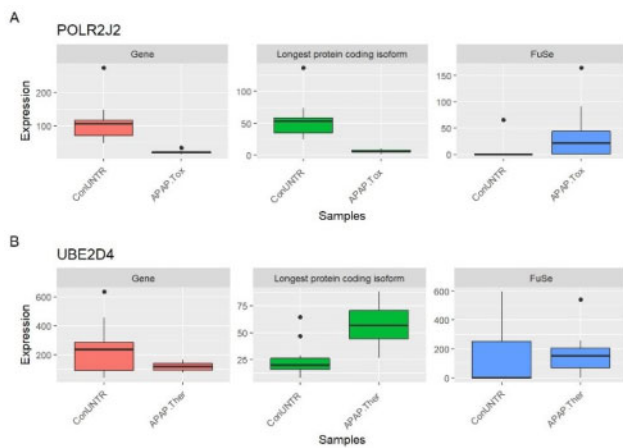 A
POLR2J2
Gene
Longest protein coding isoform
FuSe
Expression
200
100
100
50
0
150
100
50
0
ConUNTR
APAP.Tox
ConUNTR
APAP.Tox
ConUNTR
APAP.Tox
Samples
B
UBE2D4
Gene
Longest protein coding isoform
FuSe
Expression
600
400
200
75
50
25
600
400
200
0
ConUNTR
APAP.Ther
ConUNTR
APAP.Ther
ConUNTR
APAP.Ther
Samples